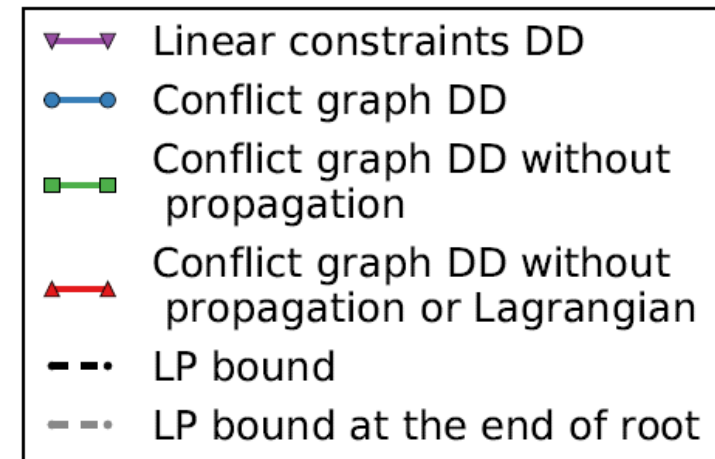 Linear constraints DD
Conflict graph DD
Conflict graph DD without
propagation
Conflict graph DD without
propagation or Lagrangian
LP bound
LP bound at the end of root